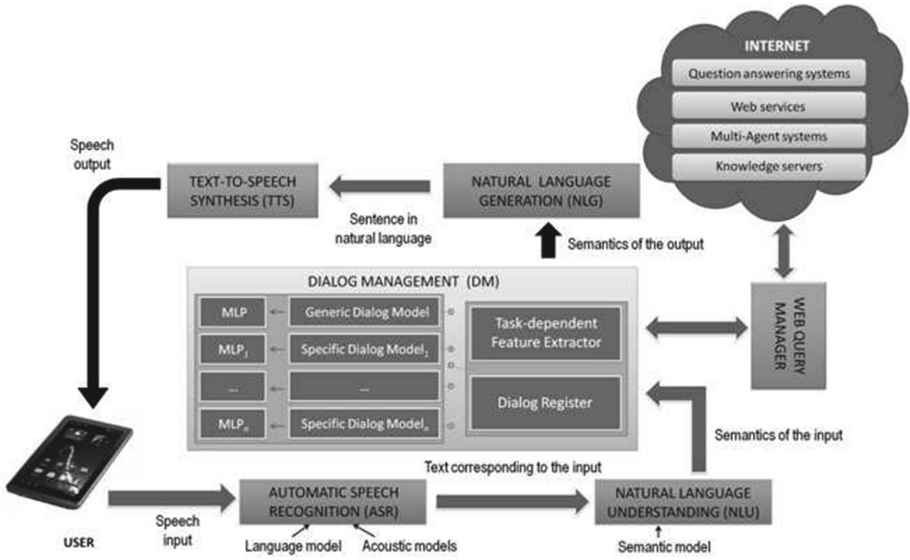 INTERNET
Question answering systems
Web services
Multi-Agent systems
Knowledge servers
Speech
output
TEXT-TO-SPEECH
SYNTHESIS (TTS)
Sentence in
natural language
NATURAL LANGUAGE
GENERATION (NLG)
Semantics of the output
DIALOG MANAGEMENT (DM)
MLP
Generic Dialog Model
MLP₁
Specific Dialog Model₁
...
...
MLPₙ
Specific Dialog Modelₙ
Task-dependent
Feature Extractor
Dialog Register
WEB QUERY
MANAGER
Semantics of the input
Text corresponding to the input
AUTOMATIC SPEECH
RECOGNITION (ASR)
NATURAL LANGUAGE
UNDERSTANDING (NLU)
USER
Speech
input
Language model
Acoustic models
Semantic model